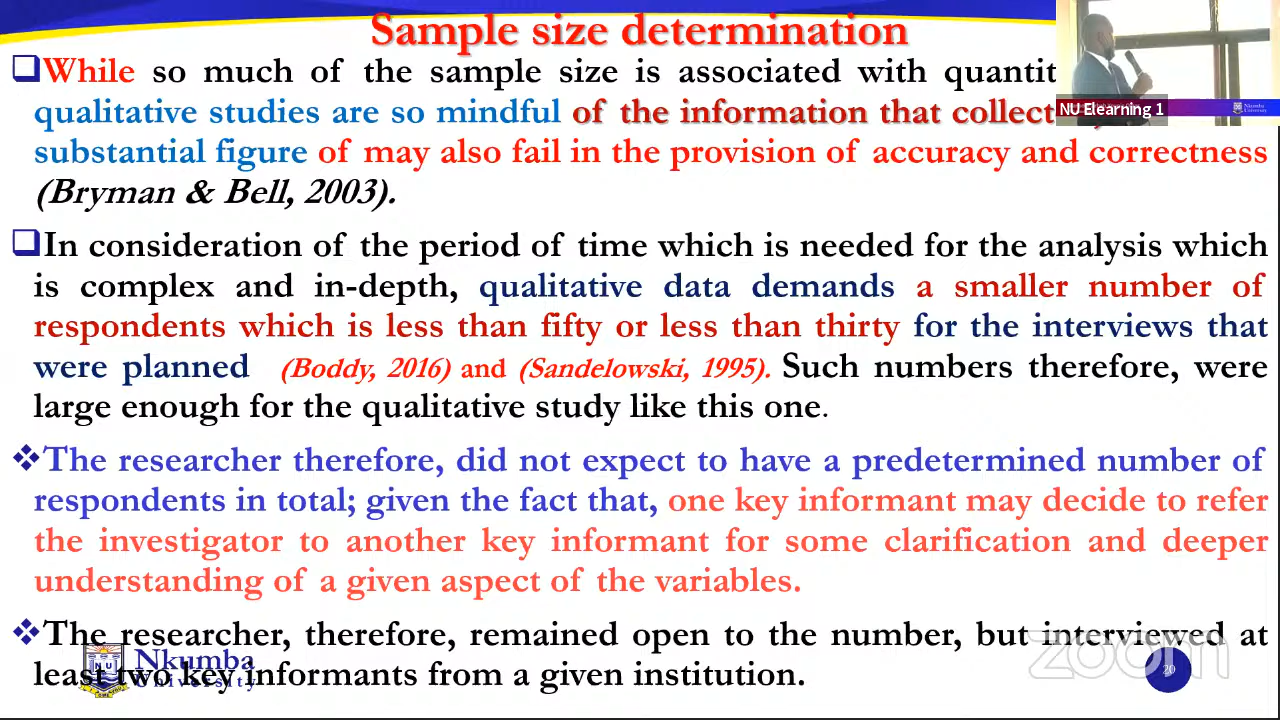 Sample size determination
While so much of the sample size is associated with quantit
qualitative studies are so mindful of the information that collect
substantial figure of may also fail in the provision of accuracy and correctness
(Bryman & Bell, 2003).
In consideration of the period of time which is needed for the analysis which
is complex and in-depth, qualitative data demands a smaller number of
respondents which is less than fifty or less than thirty for the interviews that
were planned (Boddy, 2016) and (Sandelowski, 1995). Such numbers therefore, were
large enough for the qualitative study like this one.
The researcher therefore, did not expect to have a predetermined number of
respondents in total; given the fact that, one key informant may decide to refer
the investigator to another key informant for some clarification and deeper
understanding of a given aspect of the variables.
The researcher, therefore, remained open to the number, but interviewed at
least two key informants from a given institution.
NU Elearning 1
Nkumba
University
zoom
20